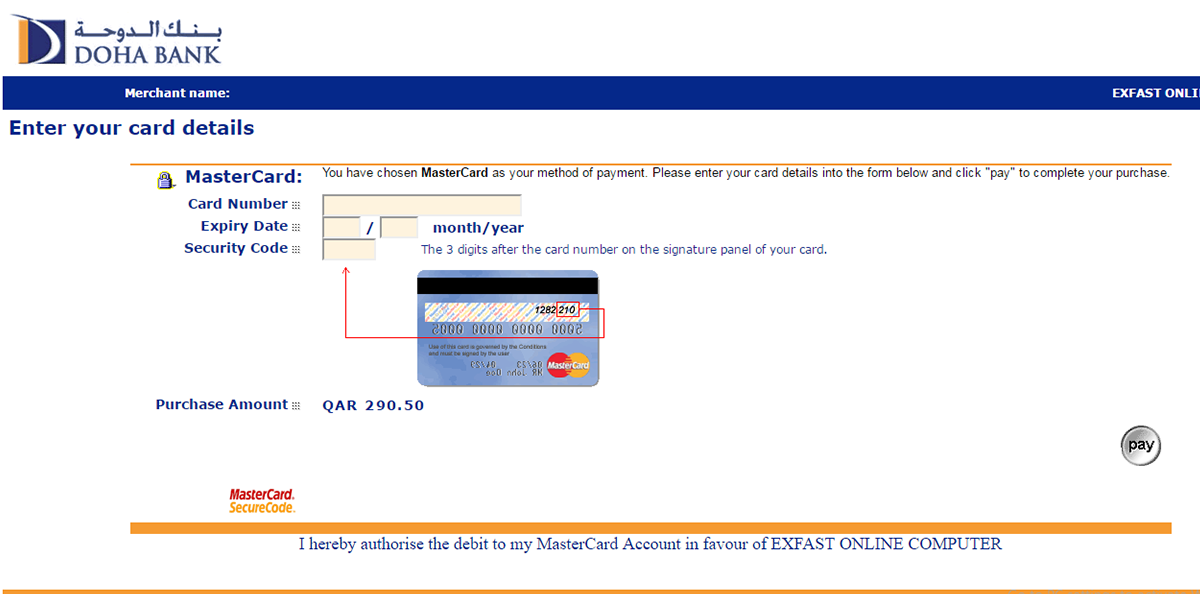 بنك الدوحة
DOHA BANK
Merchant name: EXFAST ONLI
Enter your card details
MasterCard: You have chosen MasterCard as your method of payment. Please enter your card details into the form below and click "pay" to complete your purchase.
Card Number
Expiry Date / month/year
Security Code The 3 digits after the card number on the signature panel of your card.
1282 210
5000 0000 0000 0005
Use of this card is governed by the Conditions
and must be signed by the user
MasterCard
MR John Doe
Purchase Amount QAR 290.50
pay
MasterCard.
SecureCode.
I hereby authorise the debit to my MasterCard Account in favour of EXFAST ONLINE COMPUTER